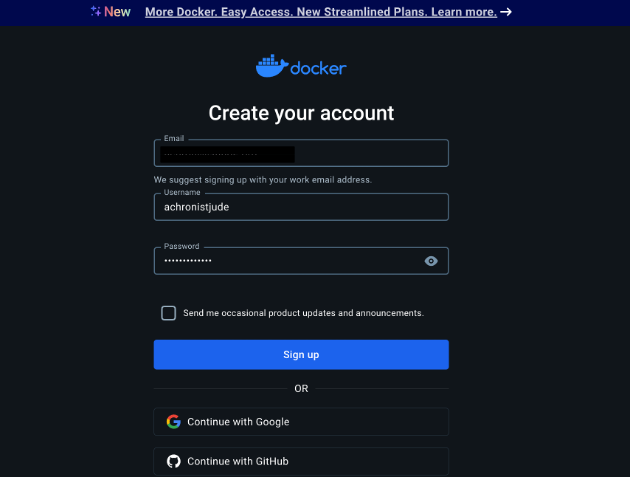 New More Docker. Easy Access. New Streamlined Plans. Learn more.
docker
Create your account
Email
We suggest signing up with your work email address.
Username
achronistjude
Password
Send me occasional product updates and announcements.
Sign up
OR
Continue with Google
Continue with GitHub